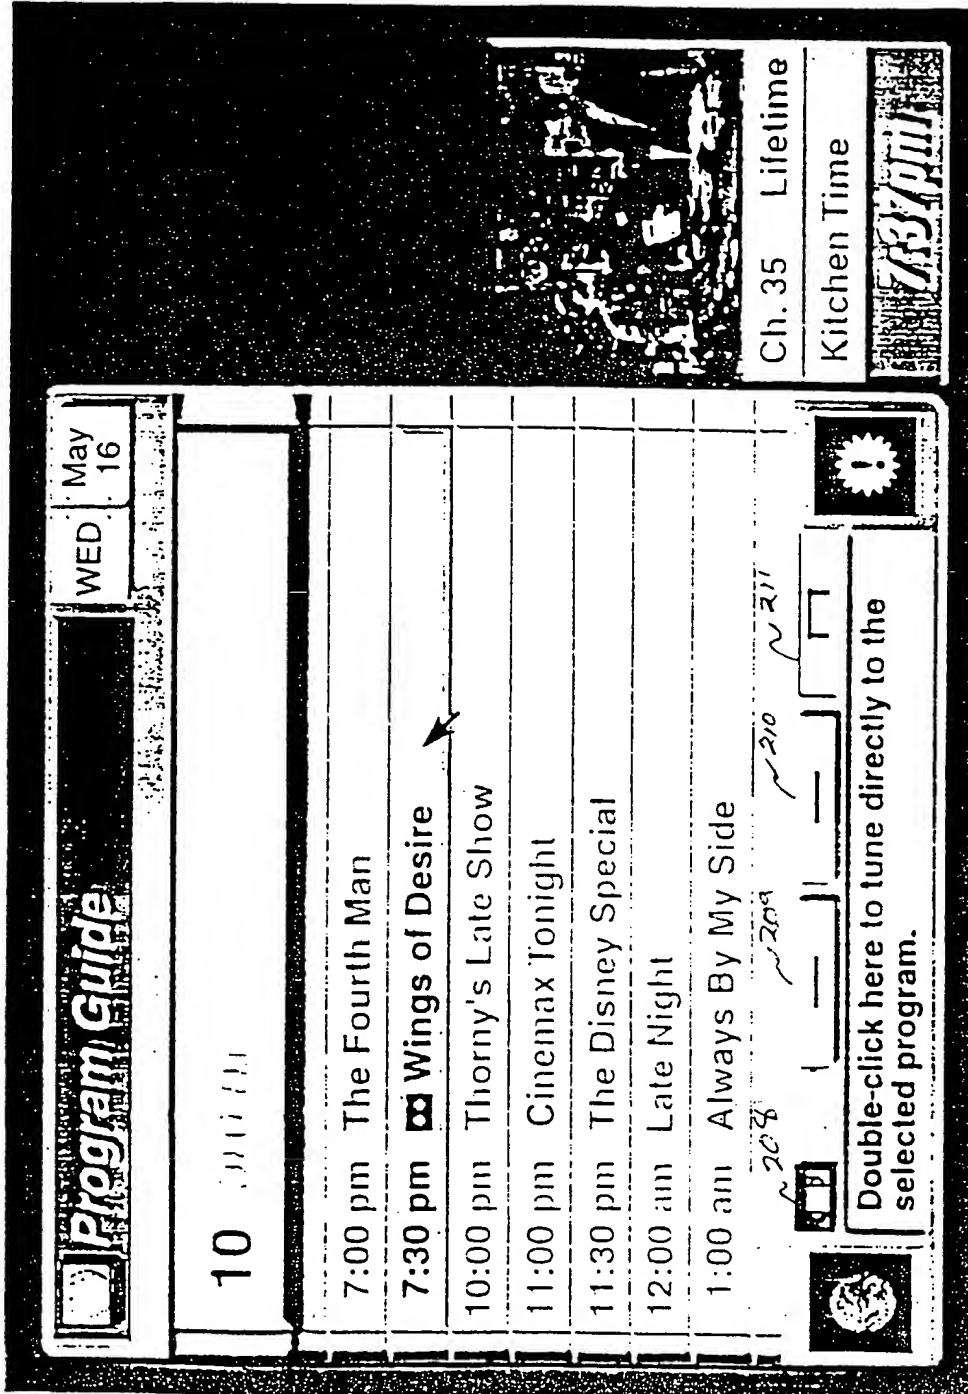 Program Guide
WED May 16
10
7:00 pm The Fourth Man
7:30 pm Wings of Desire
10:00 pm Thorny's Late Show
11:00 pm Cinemax Tonight
11:30 pm The Disney Special
12:00 am Late Night
1:00 am Always By My Side
208 209 210 211
Double-click here to tune directly to the
selected program.
!
Ch. 35 Lifetime
Kitchen Time
7:37pm